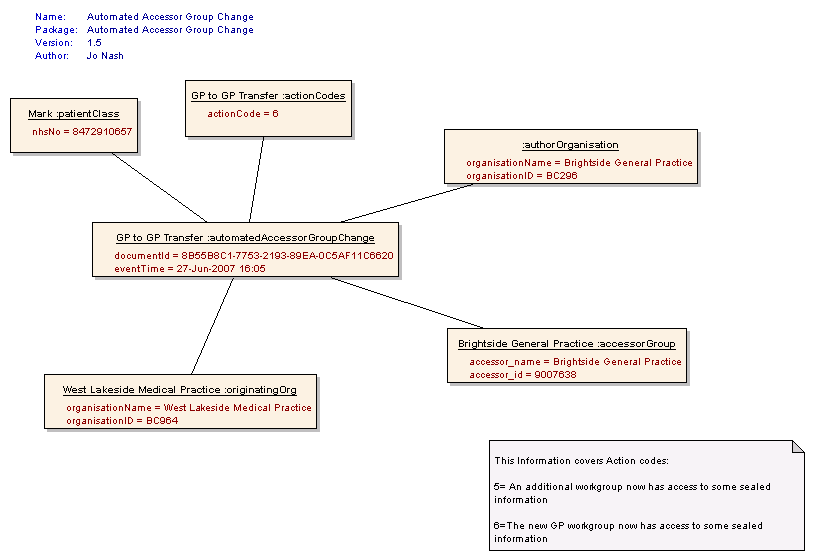 Name: Automated Accessor Group Change
Package: Automated Accessor Group Change
Version: 1.5
Author: Jo Nash
GP to GP Transfer :actionCodes
actionCode = 6
Mark :patientClass
nhsNo = 8472910657
:authorOrganisation
organisationName = Brightside General Practice
organisationID = BC296
GP to GP Transfer :automatedAccessorGroupChange
documentId = 8B55B8C1-7753-2193-89EA-0C5AF11C6620
eventTime = 27-Jun-2007 16:05
Brightside General Practice :accessorGroup
accessor_name = Brightside General Practice
accessor_id = 9007638
West Lakeside Medical Practice :originatingOrg
organisationName = West Lakeside Medical Practice
organisationID = BC964
This Information covers Action codes:
5= An additional workgroup now has access to some sealed
information
6=The new GP workgroup now has access to some sealed
information